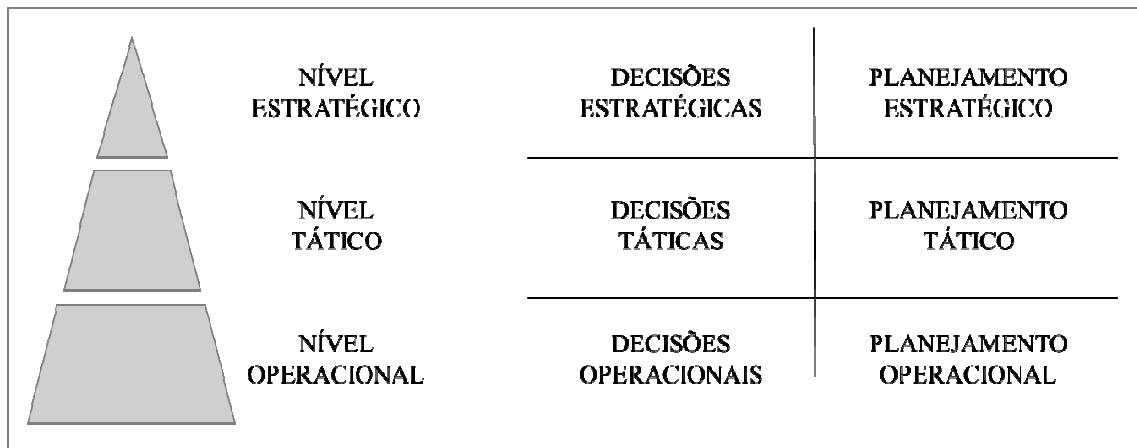 NÍVEL
ESTRATÉGICO
DECISÕES
ESTRATÉGICAS
PLANEJAMENTO
ESTRATÉGICO
NÍVEL
TÁTICO
DECISÕES
TÁTICAS
PLANEJAMENTO
TÁTICO
NÍVEL
OPERACIONAL
DECISÕES
OPERACIONAIS
PLANEJAMENTO
OPERACIONAL